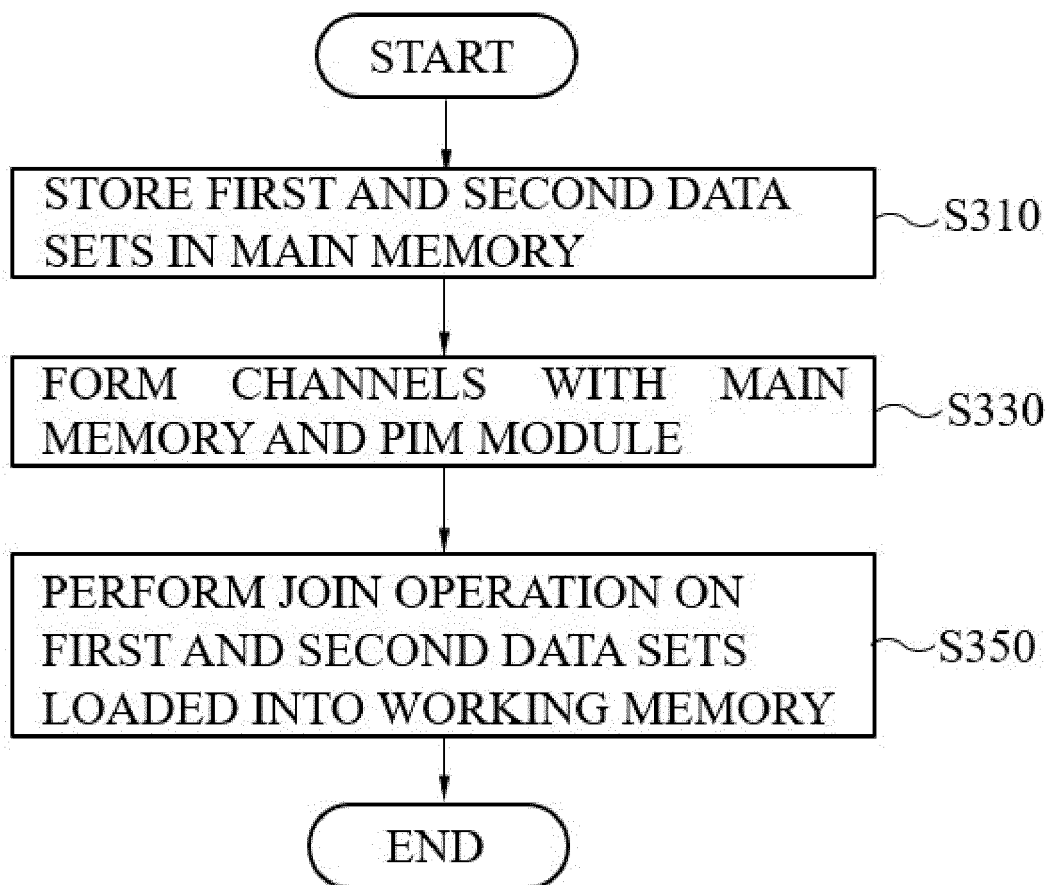 START
STORE FIRST AND SECOND DATA
SETS IN MAIN MEMORY
S310
FORM CHANNELS WITH MAIN
MEMORY AND PIM MODULE
S330
PERFORM JOIN OPERATION ON
FIRST AND SECOND DATA SETS
LOADED INTO WORKING MEMORY
S350
END